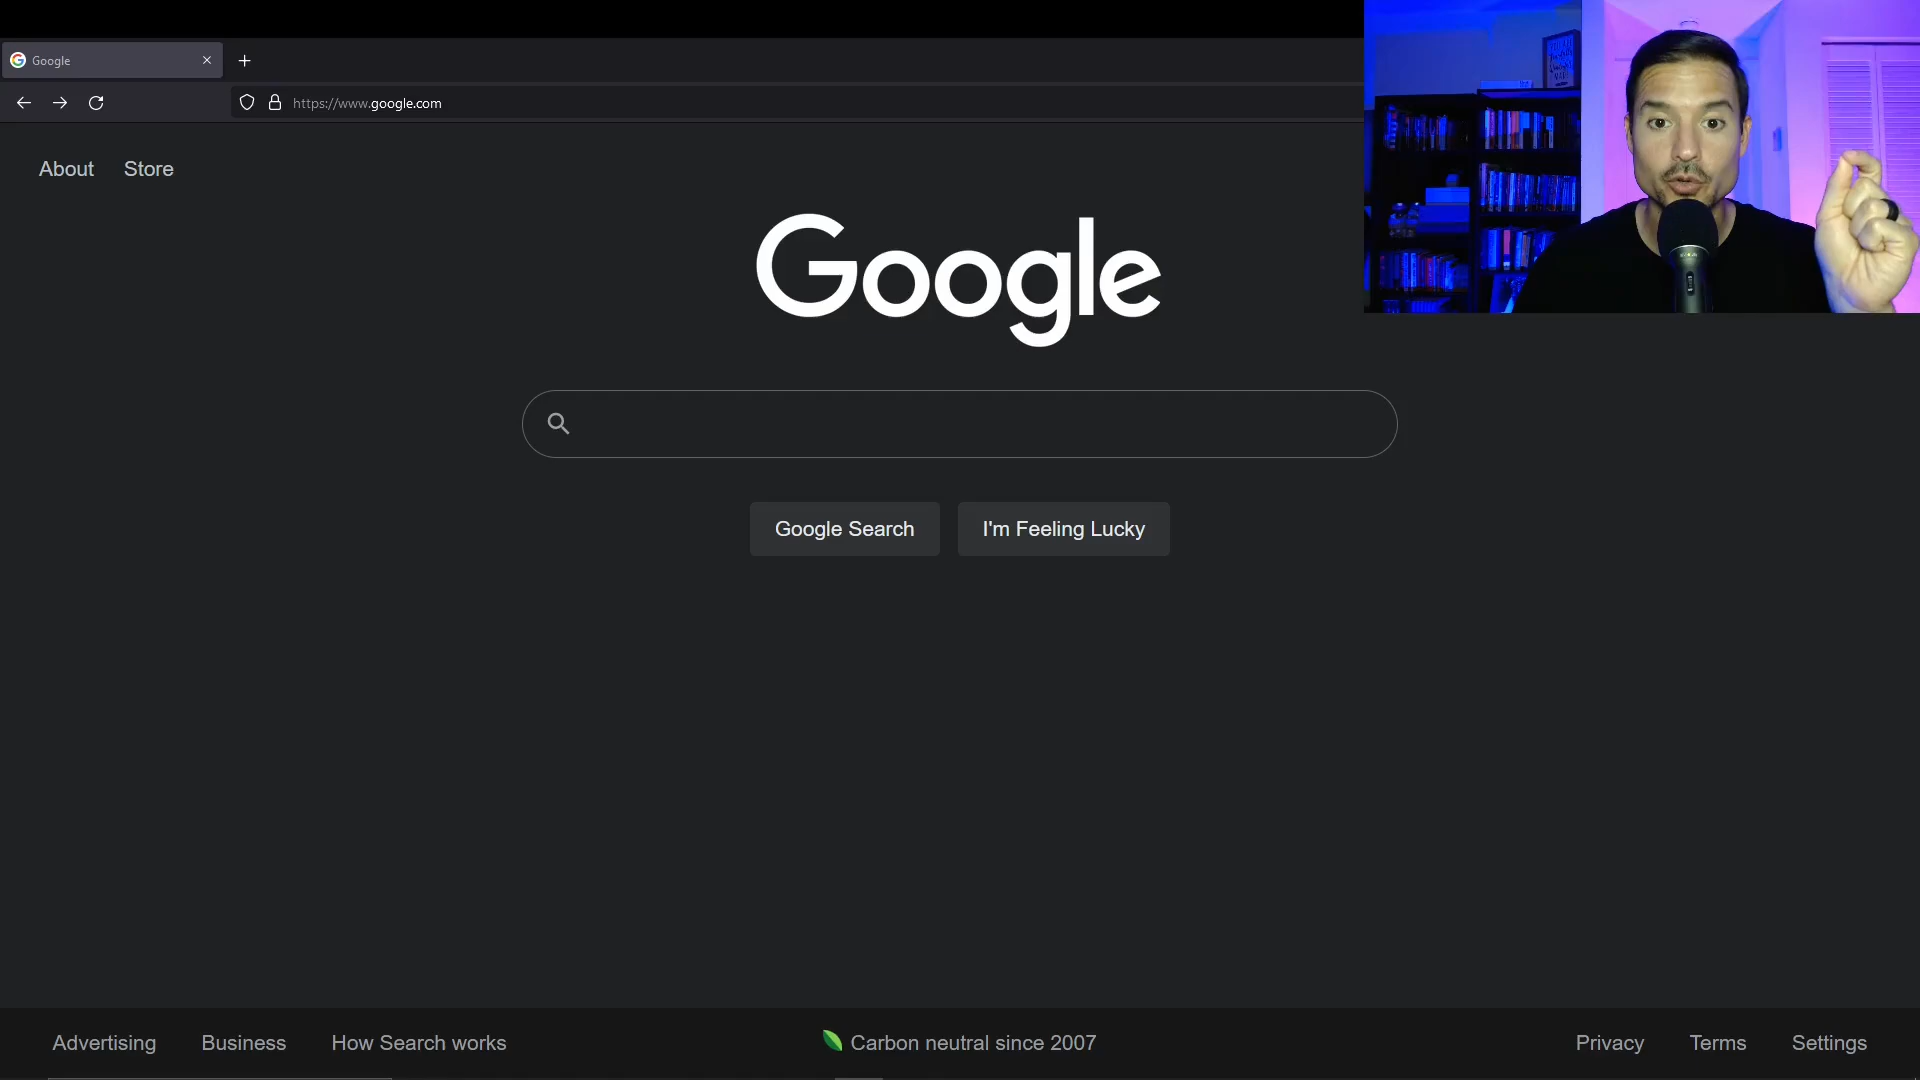 Google
https://www.google.com
About Store
Google
Google Search I'm Feeling Lucky
Advertising Business How Search works Carbon neutral since 2007 Privacy Terms Settings